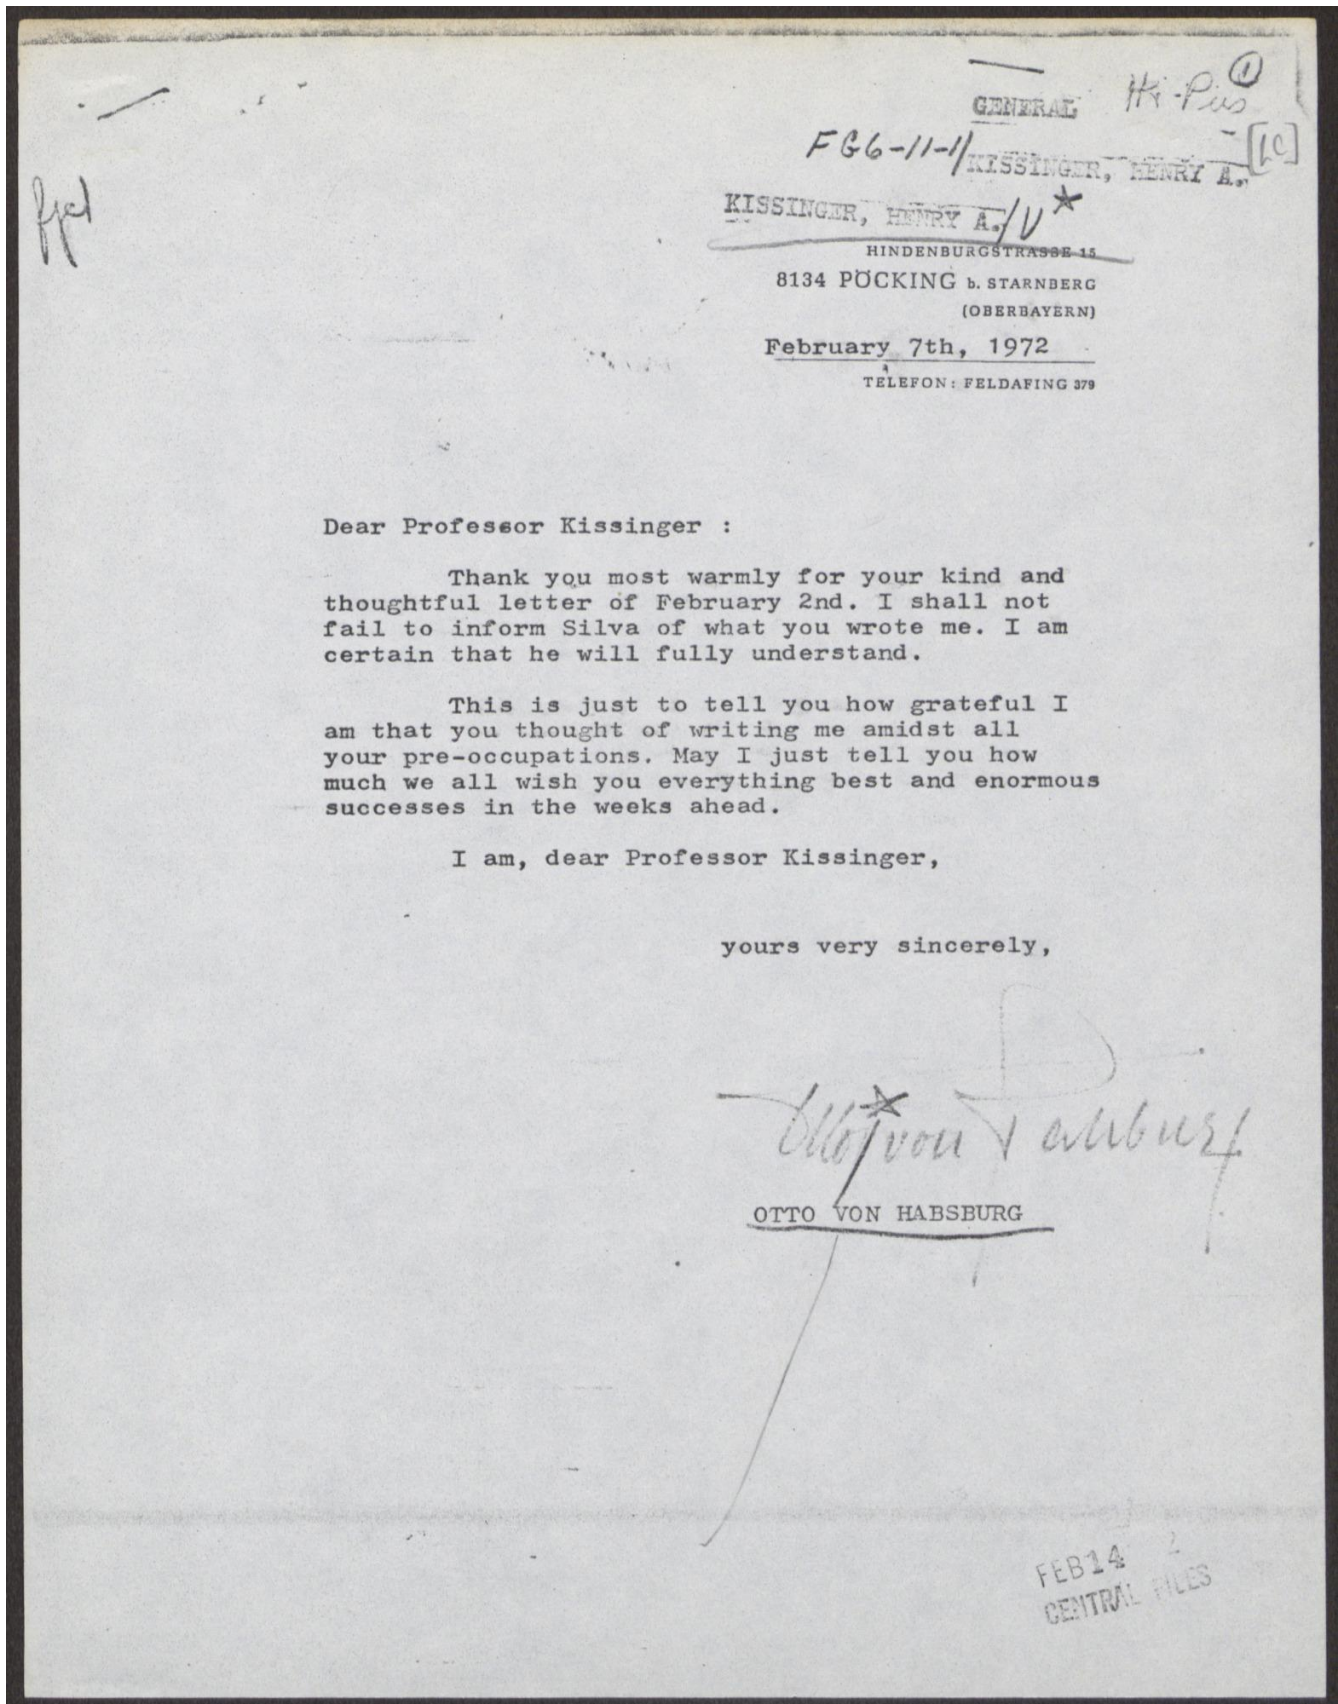 ①
GENERAL
FG6-11-1/KISSINGER, HENRY A.
[LC]
KISSINGER, HENRY A./V*
HINDENBURGSTRASSE 15
8134 PÖCKING b. STARNBERG
(OBERBAYERN)
February 7th, 1972
TELEFON: FELDAFING 379
Dear Professor Kissinger :
Thank you most warmly for your kind and
thoughtful letter of February 2nd. I shall not
fail to inform Silva of what you wrote me. I am
certain that he will fully understand.
This is just to tell you how grateful I
am that you thought of writing me amidst all
your pre-occupations. May I just tell you how
much we all wish you everything best and enormous
successes in the weeks ahead.
I am, dear Professor Kissinger,
yours very sincerely,
Otto von Habsburg
OTTO VON HABSBURG
FEB 14 2
CENTRAL FILES